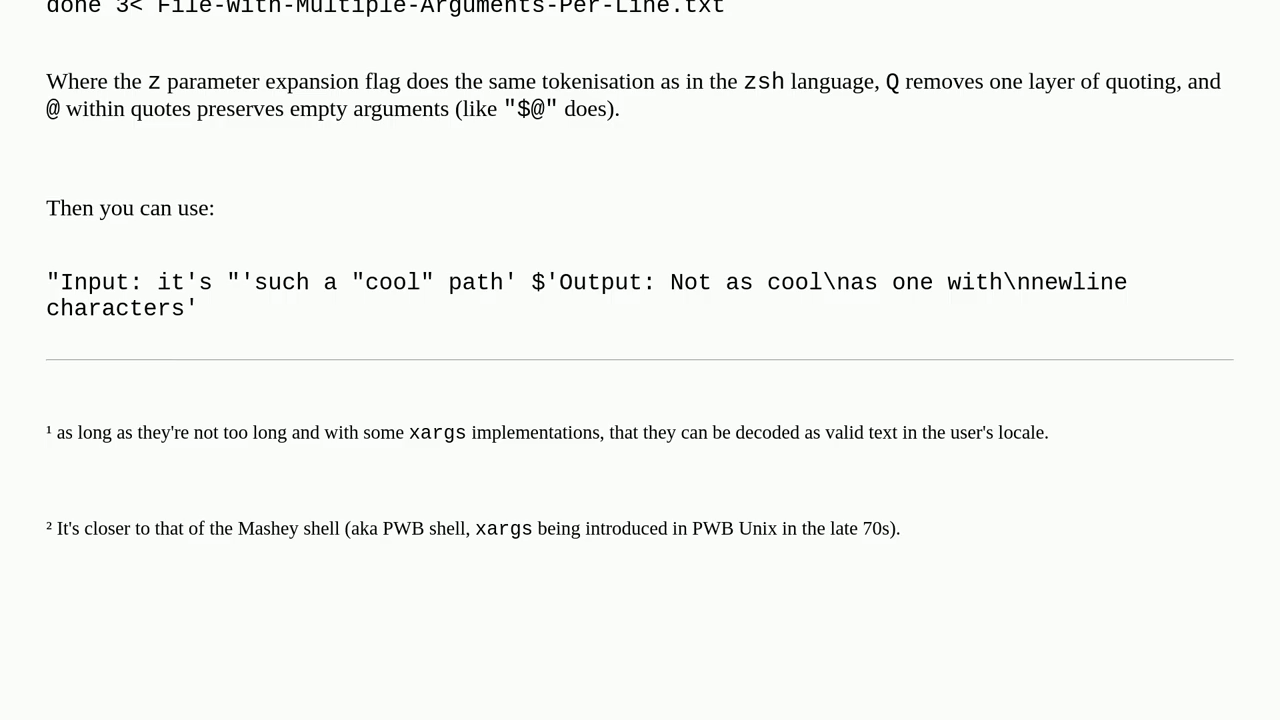 done 3< File-With-Multiple-Arguments-Per-Line.txt
Where the z parameter expansion flag does the same tokenisation as in the zsh language, Q removes one layer of quoting, and
@ within quotes preserves empty arguments (like "$@" does).
Then you can use:
"Input: it's "'such a "cool" path' $'Output: Not as cool\nas one with\nnewline
characters'
¹ as long as they're not too long and with some xargs implementations, that they can be decoded as valid text in the user's locale.
² It's closer to that of the Mashey shell (aka PWB shell, xargs being introduced in PWB Unix in the late 70s).